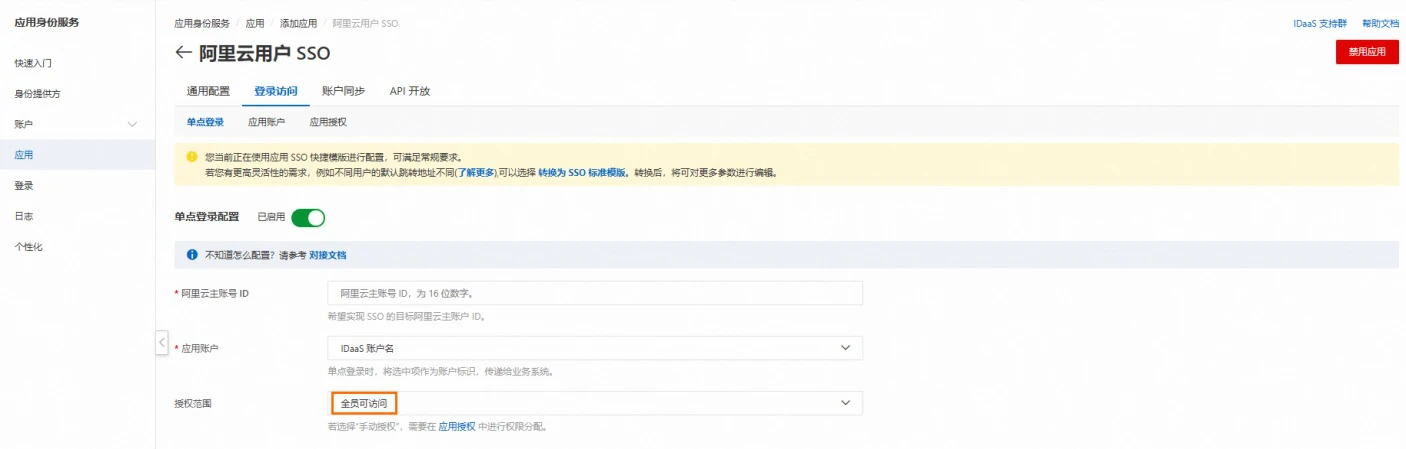 应用身份服务
快速入门
身份提供方
账户
应用
登录
日志
个性化
应用身份服务 / 应用 / 添加应用 / 阿里云用户 SSO
IDaaS 支持群 帮助文档
← 阿里云用户 SSO
禁用应用
通用配置 登录访问 账户同步 API 开放
单点登录 应用账户 应用授权
您当前正在使用应用 SSO 快捷模版进行配置，可满足常规要求。
若您有更高灵活性的需求，例如不同用户的默认跳转地址不同(了解更多),可以选择 转换为 SSO 标准模版。转换后，将可对更多参数进行编辑。
单点登录配置 已启用
不知道怎么配置？请参考 对接文档
* 阿里云主账号 ID 阿里云主账号 ID，为 16 位数字。
希望实现 SSO 的目标阿里云主账户 ID。
* 应用账户 IDaaS 账户名
单点登录时，将选中项作为账户标识，传递给业务系统。
授权范围 全员可访问
若选择“手动授权”，需要在 应用授权 中进行权限分配。